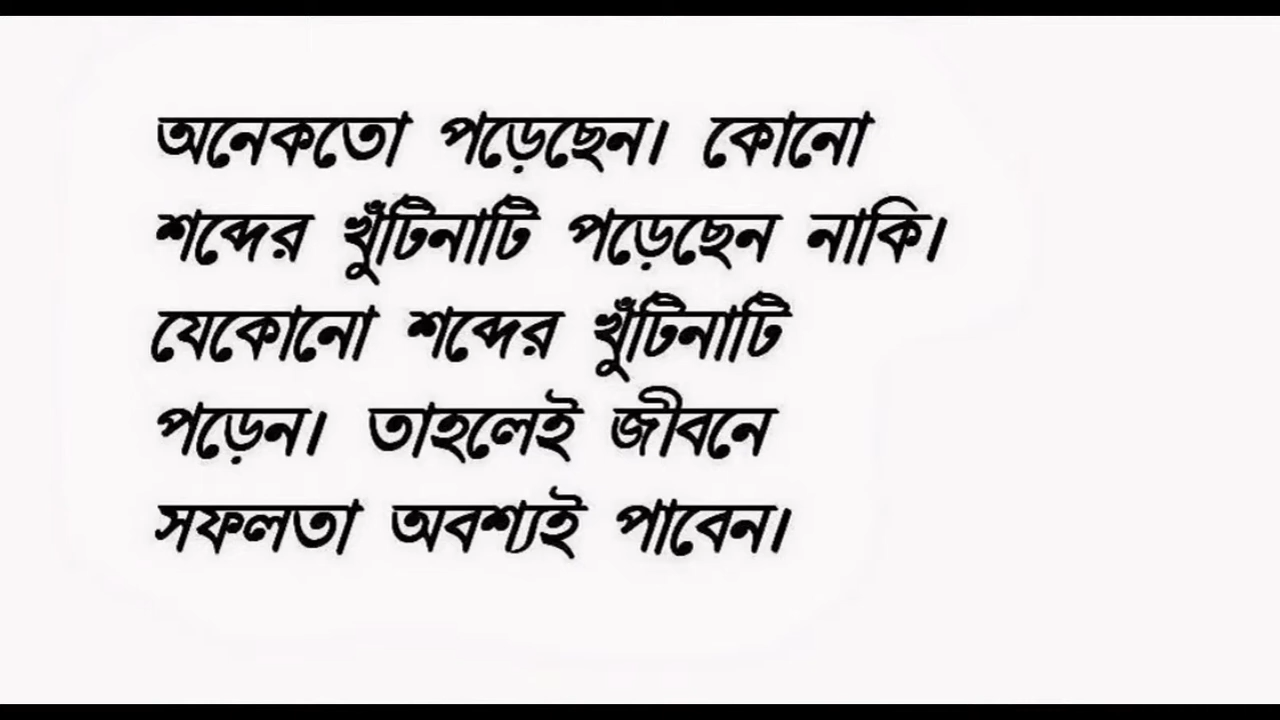 অনেকতো পড়েছেন। কোনো
শব্দের খুঁটিনাটি পড়েছেন নাকি।
যেকোনো শব্দের খুঁটিনাটি
পড়েন। তাহলেই জীবনে
সফলতা অবশ্যই পাবেন।